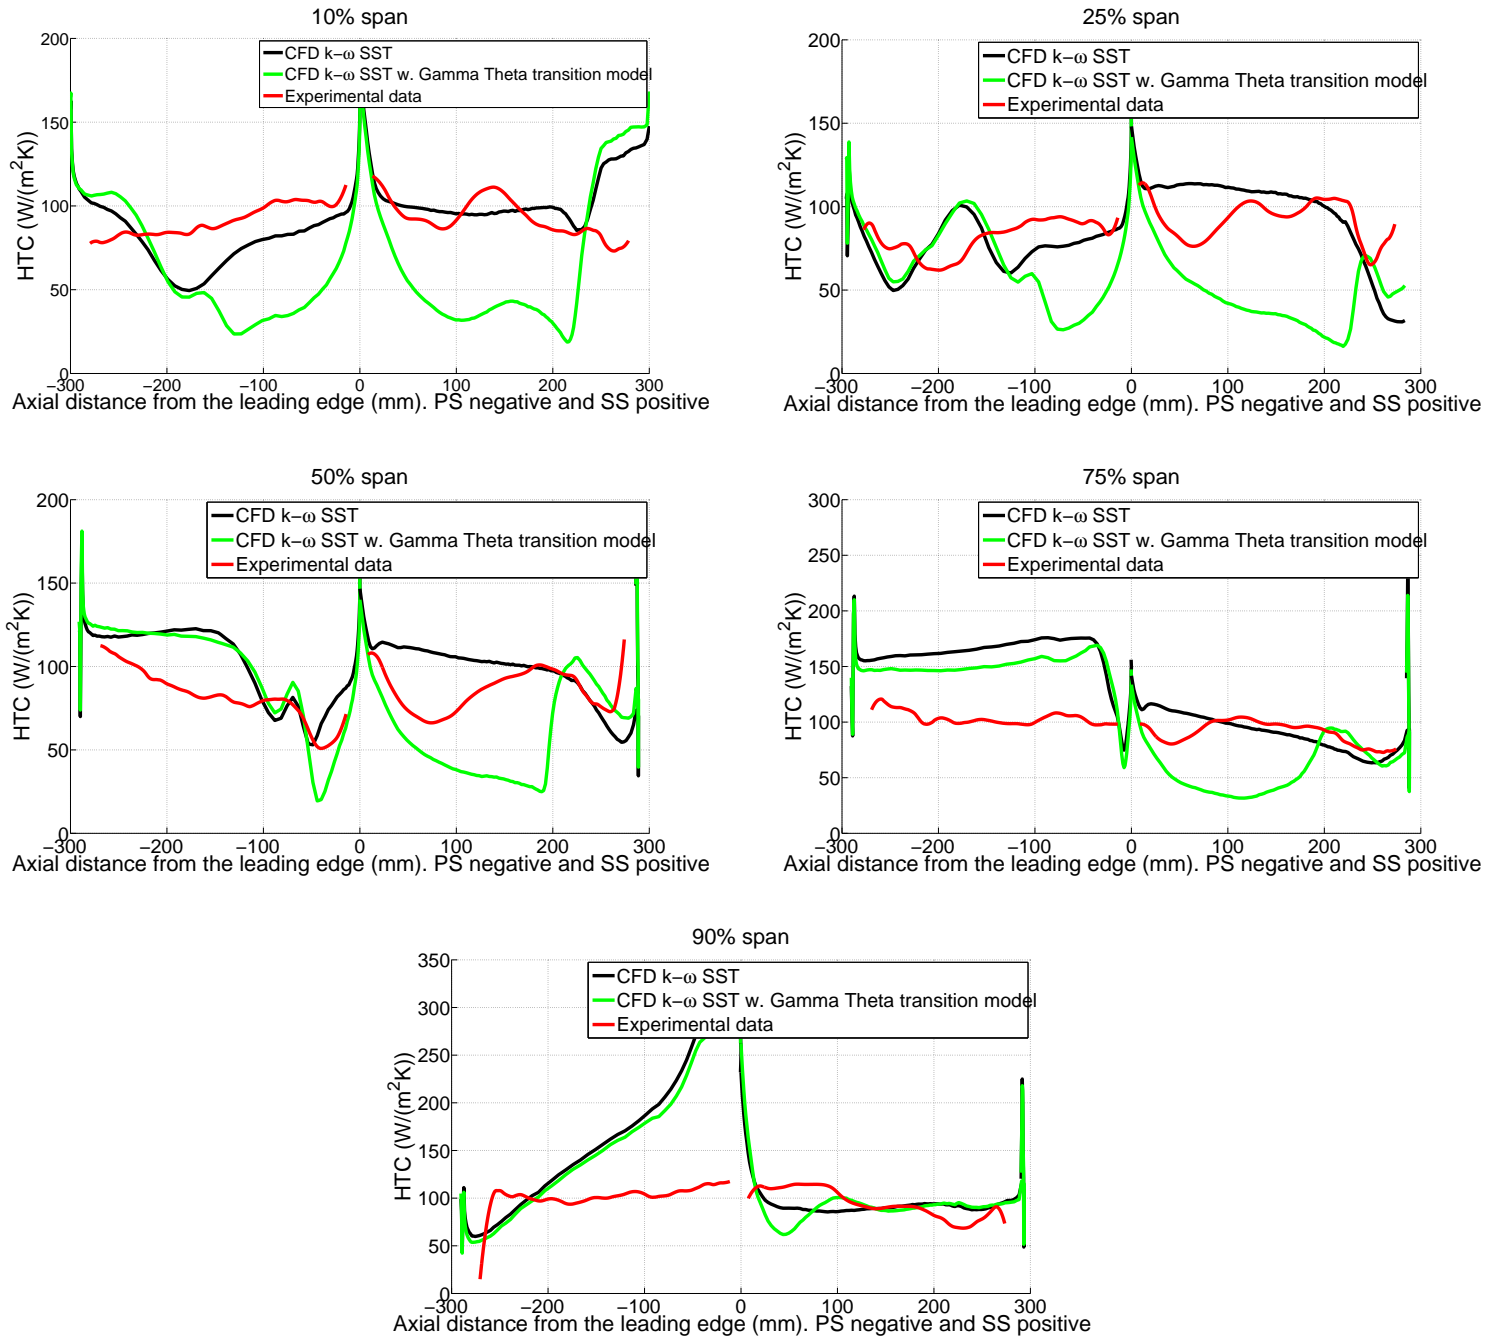 10% span
200
150
100
50
0
HTC (W/(m²K))
CFD k−ω SST
CFD k−ω SST w. Gamma Theta transition model
Experimental data
−300 −200 −100 0 100 200 300
Axial distance from the leading edge (mm). PS negative and SS positive
25% span
200
150
100
50
0
HTC (W/(m²K))
CFD k−ω SST
CFD k−ω SST w. Gamma Theta transition model
Experimental data
−300 −200 −100 0 100 200 300
Axial distance from the leading edge (mm). PS negative and SS positive
50% span
200
150
100
50
0
HTC (W/(m²K))
CFD k−ω SST
CFD k−ω SST w. Gamma Theta transition model
Experimental data
−300 −200 −100 0 100 200 300
Axial distance from the leading edge (mm). PS negative and SS positive
75% span
300
250
200
150
100
50
0
HTC (W/(m²K))
CFD k−ω SST
CFD k−ω SST w. Gamma Theta transition model
Experimental data
−300 −200 −100 0 100 200 300
Axial distance from the leading edge (mm). PS negative and SS positive
90% span
350
300
250
200
150
100
50
0
HTC (W/(m²K))
CFD k−ω SST
CFD k−ω SST w. Gamma Theta transition model
Experimental data
−300 −200 −100 0 100 200 300
Axial distance from the leading edge (mm). PS negative and SS positive